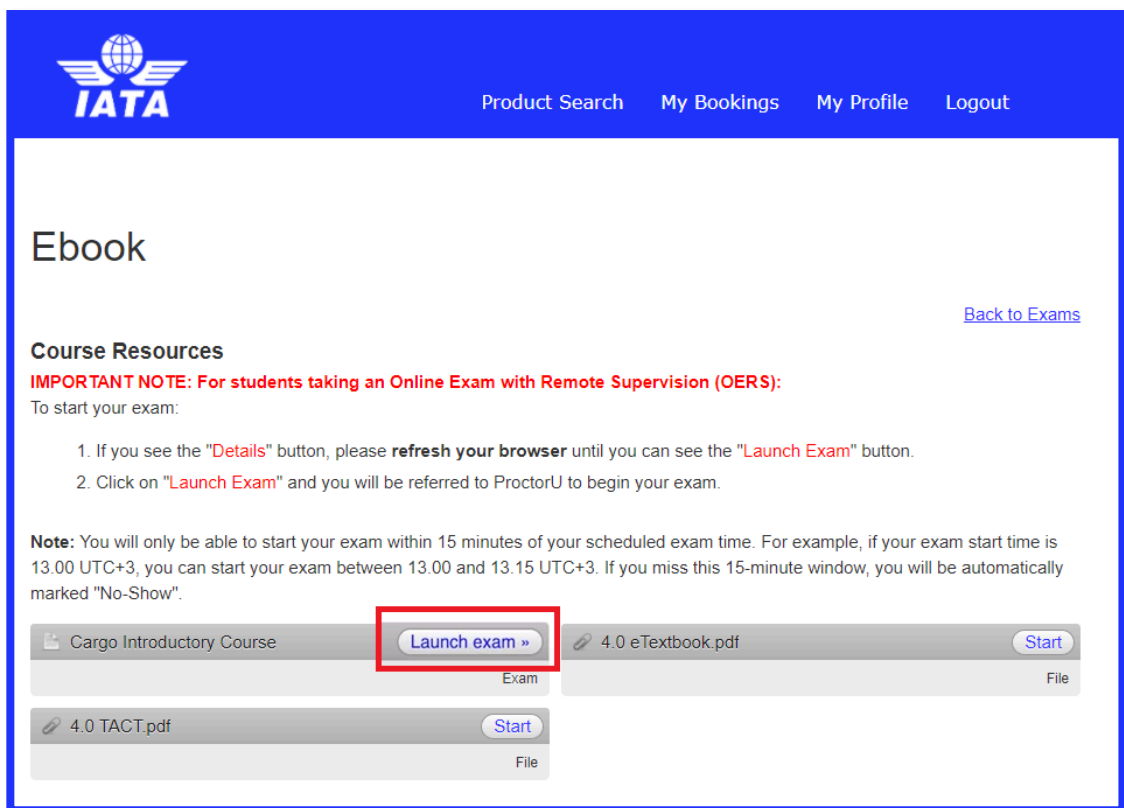 IATA
Product Search My Bookings My Profile Logout
Ebook
Back to Exams
Course Resources
IMPORTANT NOTE: For students taking an Online Exam with Remote Supervision (OERS):
To start your exam:
1. If you see the "Details" button, please refresh your browser until you can see the "Launch Exam" button.
2. Click on "Launch Exam" and you will be referred to ProctorU to begin your exam.
Note: You will only be able to start your exam within 15 minutes of your scheduled exam time. For example, if your exam start time is
13.00 UTC+3, you can start your exam between 13.00 and 13.15 UTC+3. If you miss this 15-minute window, you will be automatically
marked "No-Show".
Cargo Introductory Course Launch exam »
Exam
4.0 eTextbook.pdf Start
File
4.0 TACT.pdf Start
File